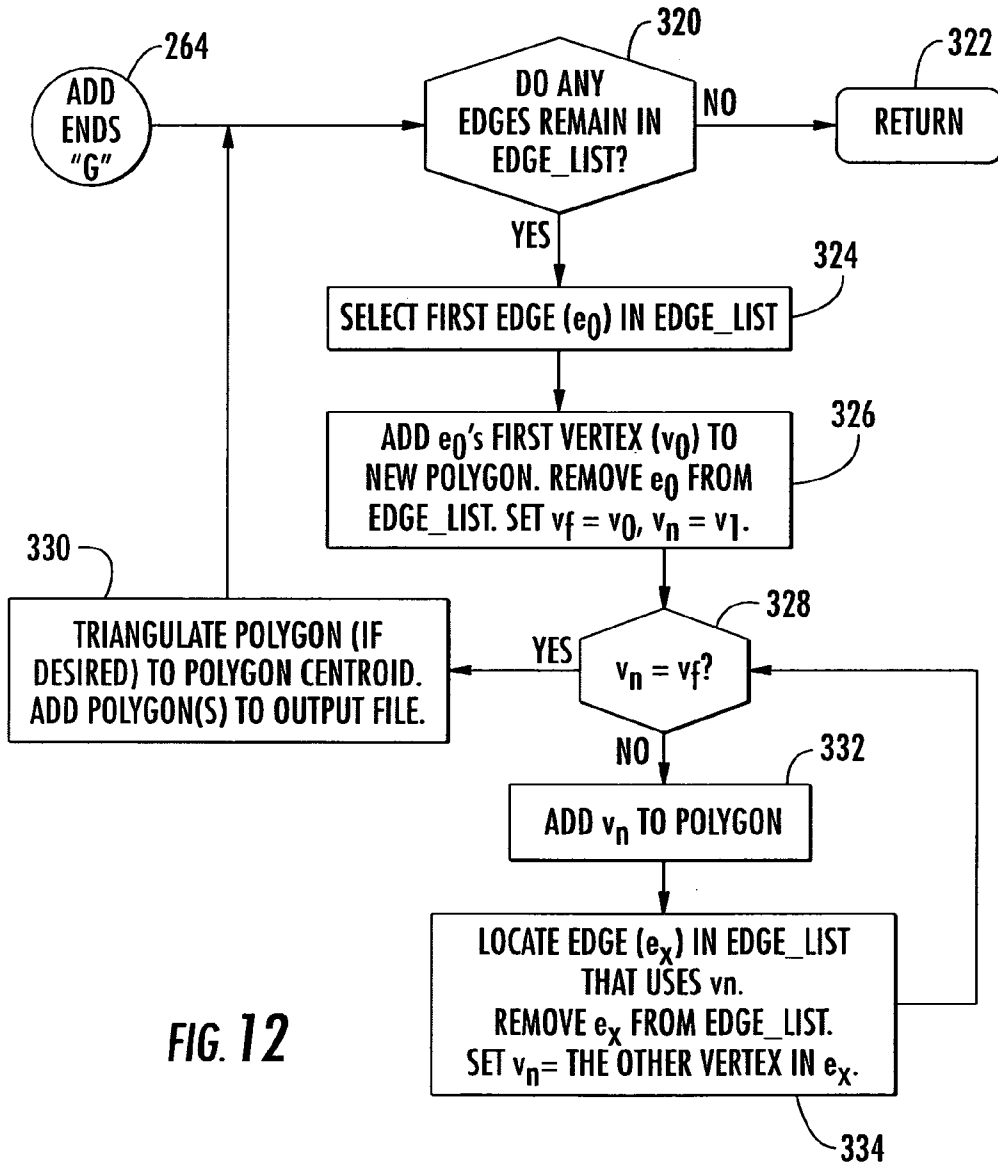 264
ADD
ENDS
"G"
320
DO ANY
EDGES REMAIN IN
EDGE_LIST?
NO
322
RETURN
YES
324
SELECT FIRST EDGE (e0) IN EDGE_LIST
326
ADD e0's FIRST VERTEX (v0) TO
NEW POLYGON. REMOVE e0 FROM
EDGE_LIST. SET vf = v0, vn = v1.
330
TRIANGULATE POLYGON (IF
DESIRED) TO POLYGON CENTROID.
ADD POLYGON(S) TO OUTPUT FILE.
YES
328
vn = vf?
NO
332
ADD vn TO POLYGON
LOCATE EDGE (ex) IN EDGE_LIST
THAT USES vn.
REMOVE ex FROM EDGE_LIST.
SET vn= THE OTHER VERTEX IN ex.
334
FIG. 12